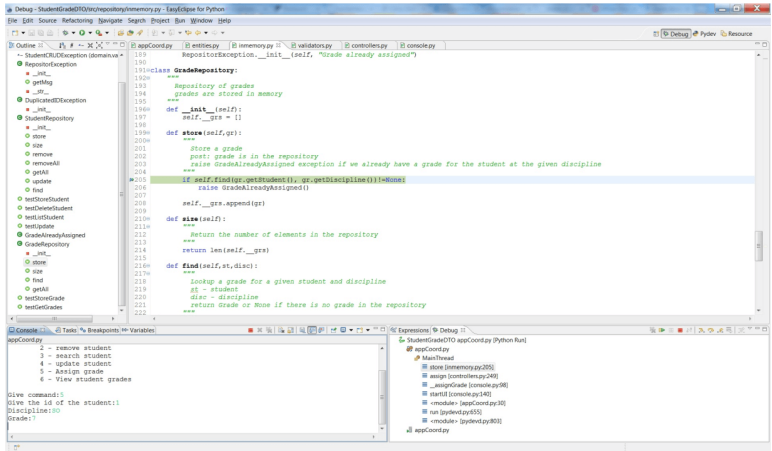 Debug - StudentGradeDTO/src/repository/inmemory.py - EasyEclipse for Python
File Edit Source Refactoring Navigate Search Project Run Window Help
Debug Pydev Resource
Outline
StudentCRUDException (domain.va
RepositorException
__init__
getMsg
__str__
DuplicatedIDException
__init__
StudentRepository
__init__
store
size
remove
removeAll
getAll
update
find
testStoreStudent
testDeleteStudent
testListStudent
testUpdate
GradeAlreadyAssigned
GradeRepository
__init__
store
size
find
getAll
testStoreGrade
testGetGrades
appCoord.py entities.py inmemory.py validators.py controllers.py console.py
189 RepositorException.__init__(self, "Grade already assigned")
190
191 class GradeRepository:
192 """
193 Repository of grades
194 grades are stored in memory
195 """
196 def __init__(self):
197 self.__grs = []
198
199 def store(self,gr):
200 """
201 Store a grade
202 post: grade is in the repository
203 raise GradeAlreadyAssigned exception if we already have a grade for the student at the given discipline
204 """
205 if self.find(gr.getStudent(), gr.getDiscipline())!=None:
206 raise GradeAlreadyAssigned()
207
208 self.__grs.append(gr)
209
210 def size(self):
211 """
212 Return the number of elements in the repository
213 """
214 return len(self.__grs)
215
216 def find(self,st,disc):
217 """
218 Lookup a grade for a given student and discipline
219 st - student
220 disc - discipline
221 return Grade or None if there is no grade in the repository
222 """
Console Tasks Breakpoints Variables
appCoord.py
2 - remove student
3 - search student
4 - update student
5 - Assign grade
6 - View student grades
Give command:5
Give the id of the student:1
Discipline:SO
Grade:7
Expressions Debug
StudentGradeDTO appCoord.py [Python Run]
appCoord.py
MainThread
store [inmemory.py:205]
assign [controllers.py:249]
__assignGrade [console.py:98]
startUI [console.py:140]
<module> [appCoord.py:30]
run [pydevd.py:655]
<module> [pydevd.py:803]
appCoord.py